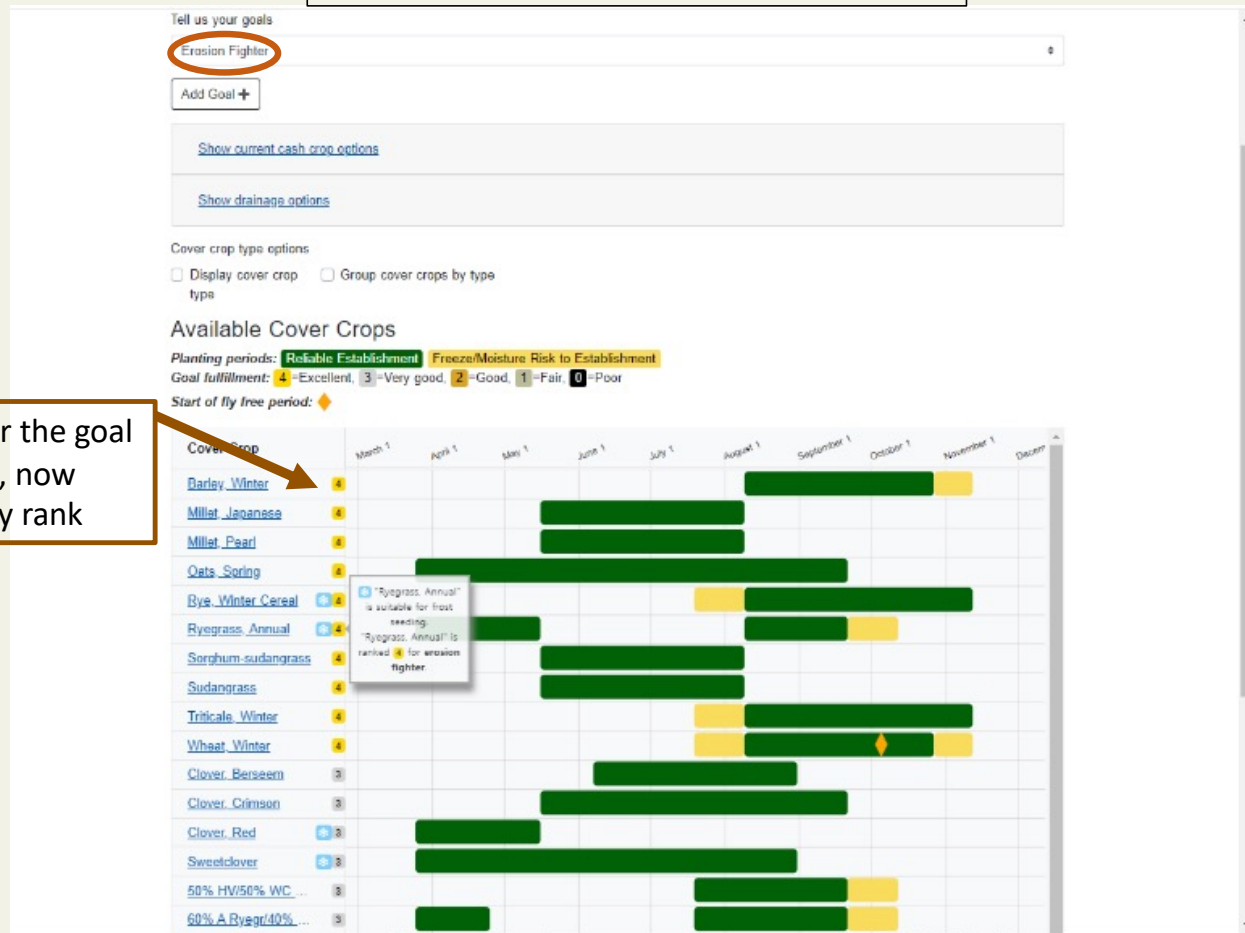 Tell us your goals
Erosion Fighter
Add Goal +
Show current cash crop options
Show drainage options
Cover crop type options
Display cover crop type
Group cover crops by type
Available Cover Crops
Planting periods: Reliable Establishment Freeze/Moisture Risk to Establishment
Goal fulfillment: 4 =Excellent, 3 =Very good, 2 =Good, 1 =Fair, 0 =Poor
Start of fly free period:
r the goal
, now
y rank
Cover Crop
March 1 April 1 May 1 June 1 July 1 August 1 September 1 October 1 November 1 Decem
Barley, Winter 4
Millet, Japanese 4
Millet, Pearl 4
Oats, Spring 4
Rye, Winter Cereal 4
Ryegrass, Annual 4
Sorghum-sudangrass 4
Sudangrass 4
Triticale, Winter 4
Wheat, Winter 4
Clover, Berseem 3
Clover, Crimson 3
Clover, Red 3
Sweetclover 3
50% HV/50% WC ... 3
60% A Ryegr/40% ... 3
"Ryegrass, Annual"
is suitable for frost
seeding.
"Ryegrass, Annual" is
ranked 4 for erosion
fighter.